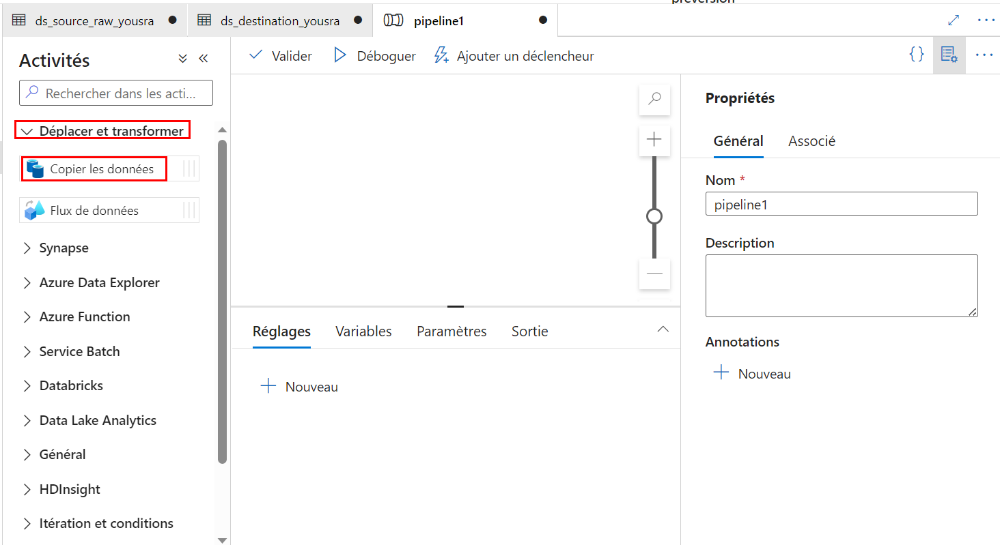 préversion
ds_source_raw_yousra
ds_destination_yousra
pipeline1
Activités
Rechercher dans les acti...
Déplacer et transformer
Copier les données
Flux de données
Synapse
Azure Data Explorer
Azure Function
Service Batch
Databricks
Data Lake Analytics
Général
HDInsight
Itération et conditions
Valider
Déboguer
Ajouter un déclencheur
Réglages
Variables
Paramètres
Sortie
Nouveau
Propriétés
Général
Associé
Nom *
pipeline1
Description
Annotations
Nouveau